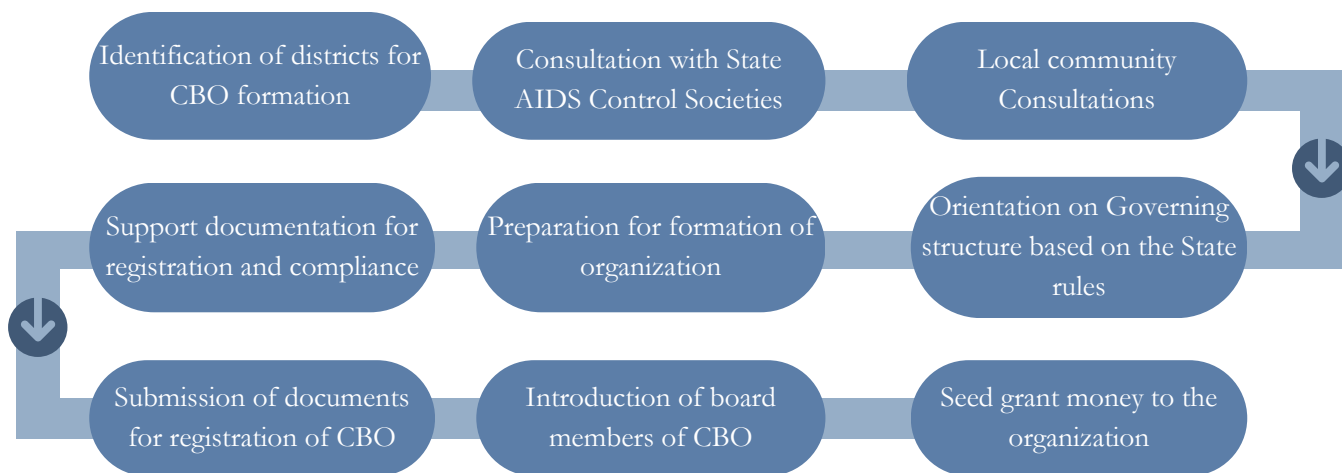 Identification of districts for
CBO formation
Consultation with State
AIDS Control Societies
Local community
Consultations
Orientation on Governing
structure based on the State
rules
Preparation for formation of
organization
Support documentation for
registration and compliance
Submission of documents
for registration of CBO
Introduction of board
members of CBO
Seed grant money to the
organization